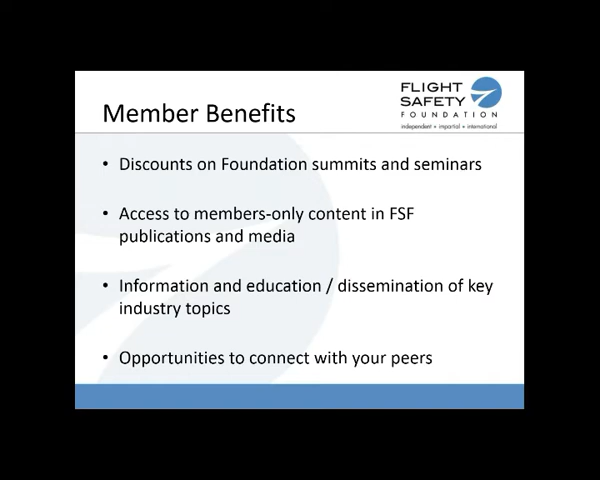 FLIGHT
SAFETY
FOUNDATION
independent • impartial • international
Member Benefits
• Discounts on Foundation summits and seminars
• Access to members-only content in FSF
publications and media
• Information and education / dissemination of key
industry topics
• Opportunities to connect with your peers